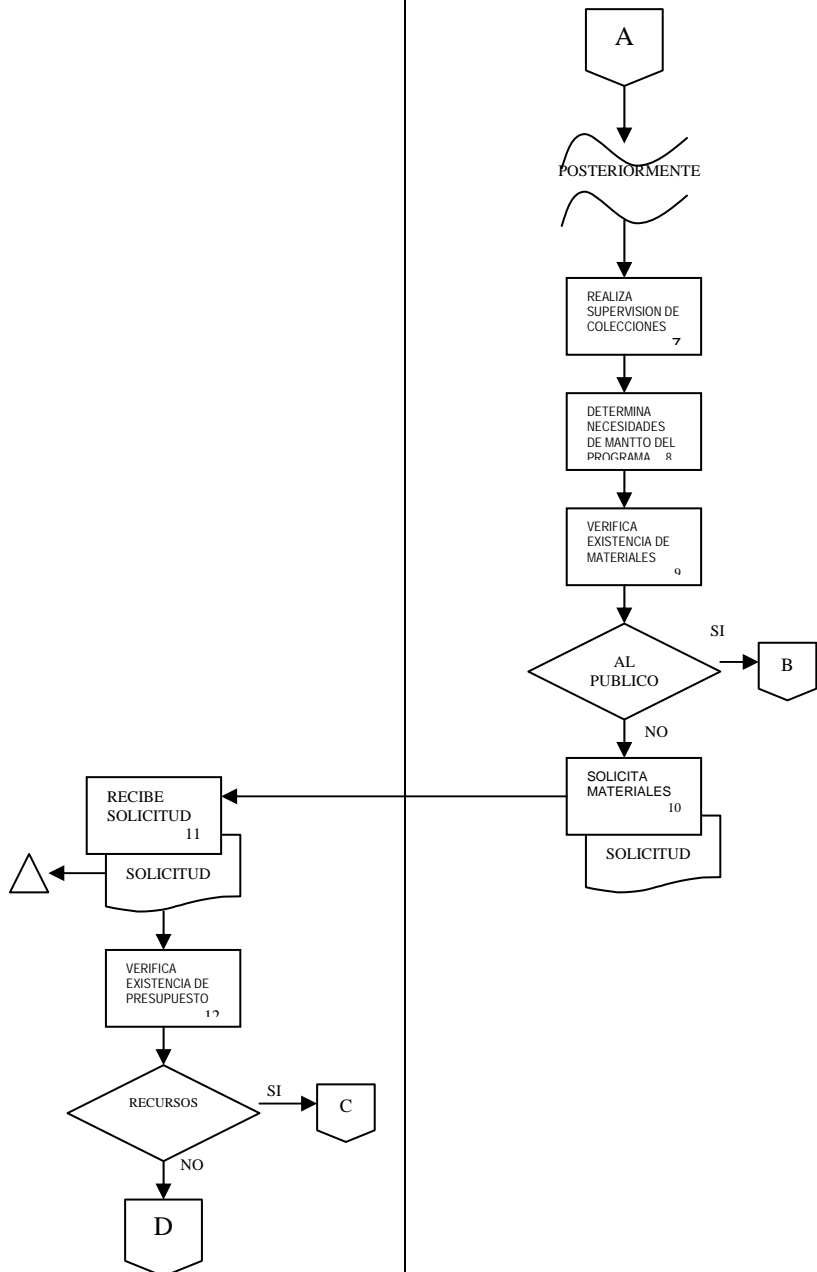 A
POSTERIORMENTE
REALIZA
SUPERVISION DE
COLECCIONES
7
DETERMINA
NECESIDADES
DE MANTTO DEL
PROGRAMA 8
VERIFICA
EXISTENCIA DE
MATERIALES
9
SI
AL
PUBLICO
B
NO
SOLICITA
MATERIALES
10
SOLICITUD
RECIBE
SOLICITUD
11
SOLICITUD
VERIFICA
EXISTENCIA DE
PRESUPUESTO
12
RECURSOS
SI
C
NO
D